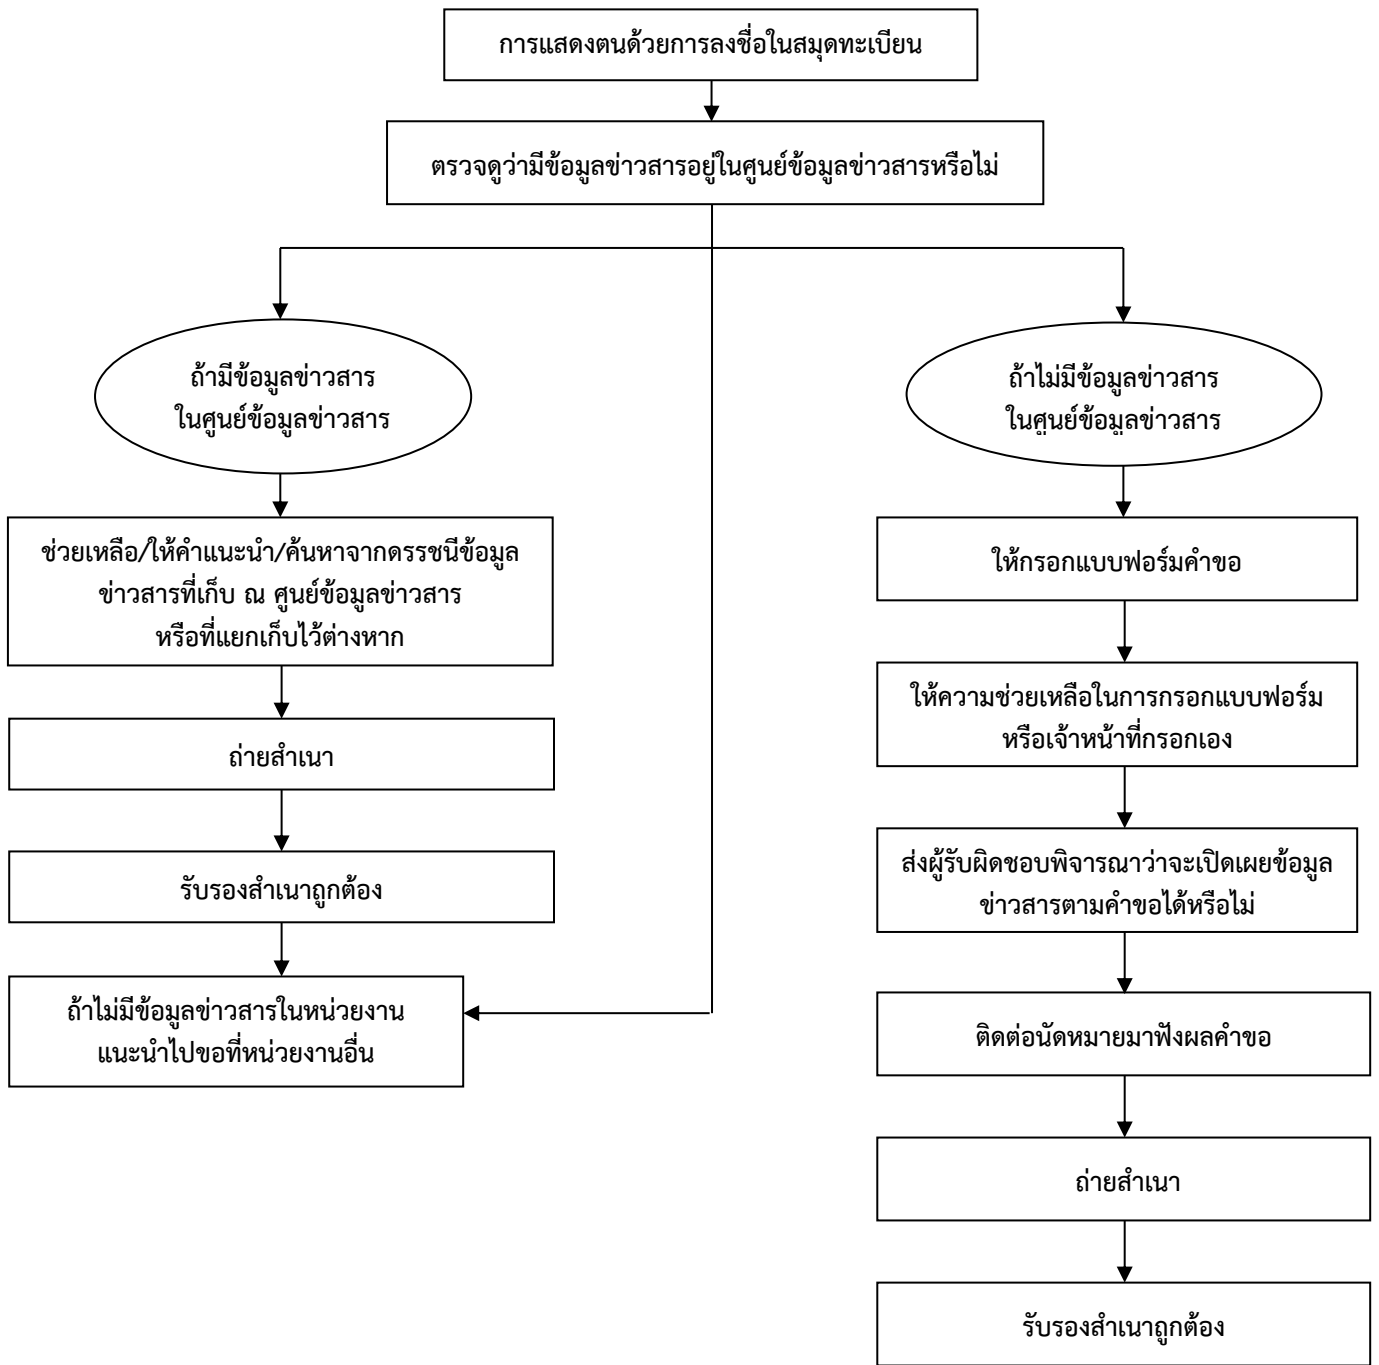 การแสดงตนด้วยการลงชื่อในสมุดทะเบียน
ตรวจดูว่ามีข้อมูลข่าวสารอยู่ในศูนย์ข้อมูลข่าวสารหรือไม่
ถ้ามีข้อมูลข่าวสาร
ในศูนย์ข้อมูลข่าวสาร
ช่วยเหลือ/ให้คำแนะนำ/ค้นหาจากดรรชนีข้อมูล
ข่าวสารที่เก็บ ณ ศูนย์ข้อมูลข่าวสาร
หรือที่แยกเก็บไว้ต่างหาก
ถ่ายสำเนา
รับรองสำเนาถูกต้อง
ถ้าไม่มีข้อมูลข่าวสารในหน่วยงาน
แนะนำไปขอที่หน่วยงานอื่น
ถ้าไม่มีข้อมูลข่าวสาร
ในศูนย์ข้อมูลข่าวสาร
ให้กรอกแบบฟอร์มคำขอ
ให้ความช่วยเหลือในการกรอกแบบฟอร์ม
หรือเจ้าหน้าที่กรอกเอง
ส่งผู้รับผิดชอบพิจารณาว่าจะเปิดเผยข้อมูล
ข่าวสารตามคำขอได้หรือไม่
ติดต่อนัดหมายมาฟังผลคำขอ
ถ่ายสำเนา
รับรองสำเนาถูกต้อง